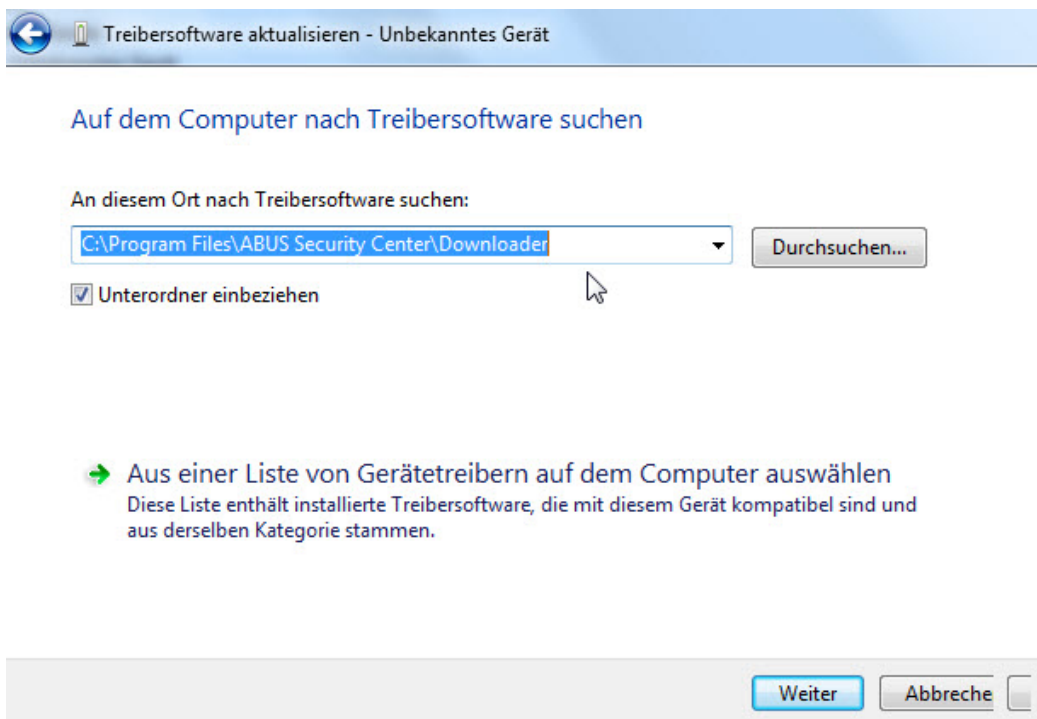 Treibersoftware aktualisieren - Unbekanntes Gerät
Auf dem Computer nach Treibersoftware suchen
An diesem Ort nach Treibersoftware suchen:
C:\Program Files\ABUS Security Center\Downloader
Durchsuchen...
Unterordner einbeziehen
Aus einer Liste von Gerätetreibern auf dem Computer auswählen
Diese Liste enthält installierte Treibersoftware, die mit diesem Gerät kompatibel sind und
aus derselben Kategorie stammen.
Weiter
Abbreche